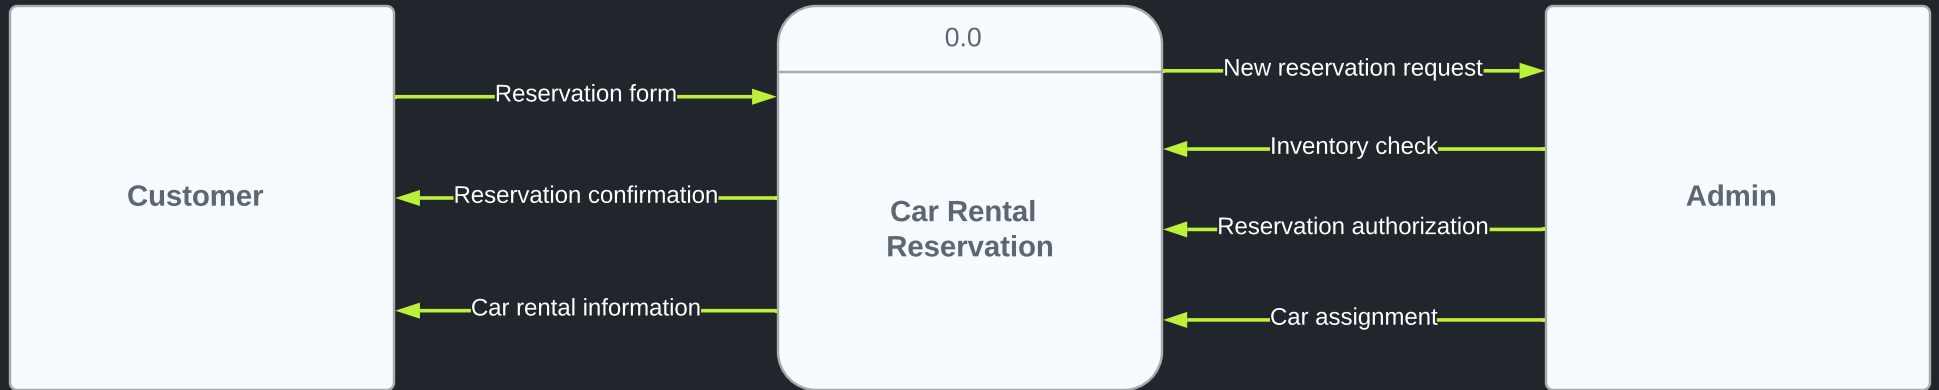 Customer
Reservation form
Reservation confirmation
Car rental information
0.0
Car Rental
Reservation
New reservation request
Inventory check
Reservation authorization
Car assignment
Admin